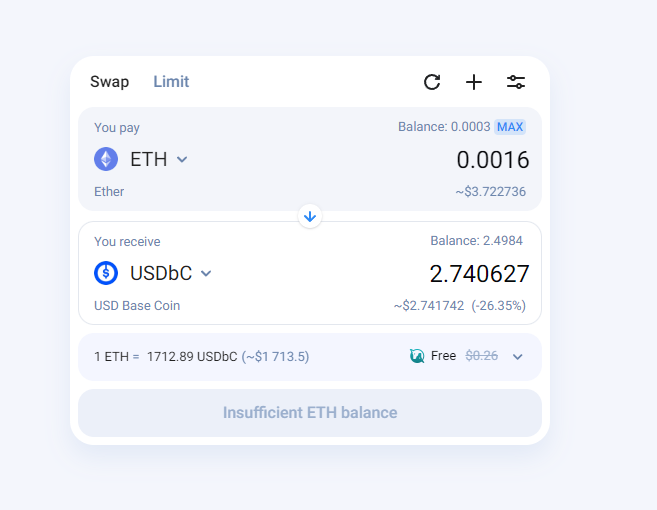 Swap Limit
You pay Balance: 0.0003 MAX
ETH 0.0016
Ether ~$3.722736
You receive Balance: 2.4984
USDbC 2.740627
USD Base Coin ~$2.741742 (-26.35%)
1 ETH = 1712.89 USDbC (~$1 713.5) Free $0.26
Insufficient ETH balance